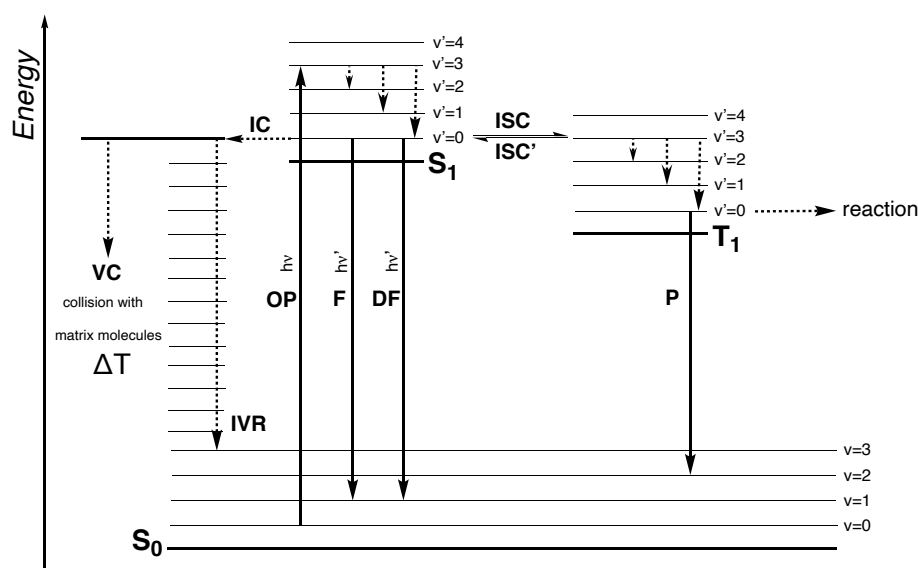 Energy
v'=4
v'=3
v'=2
v'=1
v'=0
S1
IC
ISC
ISC'
v'=4
v'=3
v'=2
v'=1
v'=0
T1
reaction
VC
collision with
matrix molecules
ΔT
IVR
hν
OP
hν'
F
hν'
DF
P
v=3
v=2
v=1
v=0
S0